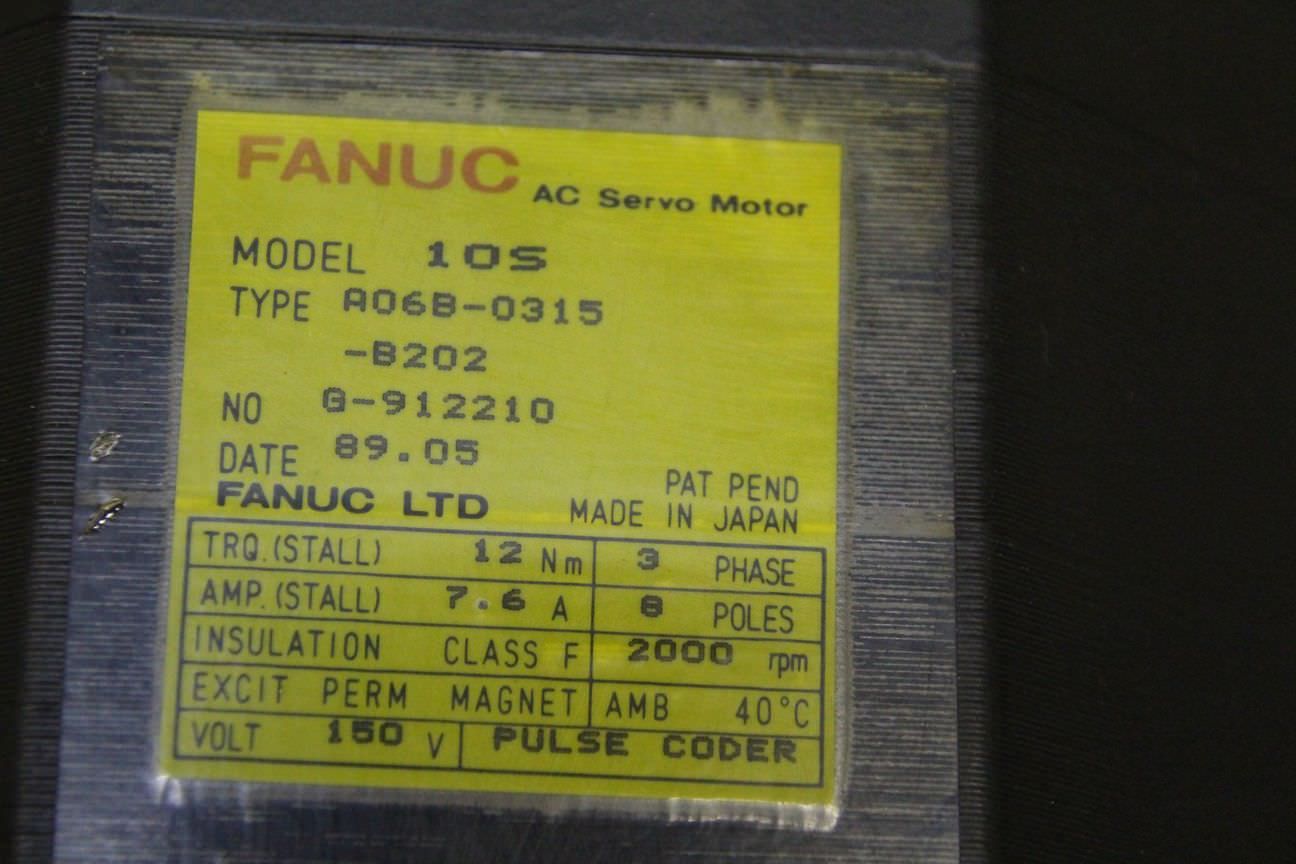 FANUC AC Servo Motor
MODEL 10S
TYPE A06B-0315
-B202
NO G-912210
DATE 89.05
FANUC LTD
PAT PEND
MADE IN JAPAN
TRQ.(STALL) 12 Nm 3 PHASE
AMP.(STALL) 7.6 A 8 POLES
INSULATION CLASS F 2000 rpm
EXCIT PERM MAGNET AMB 40°C
VOLT 150 V PULSE CODER